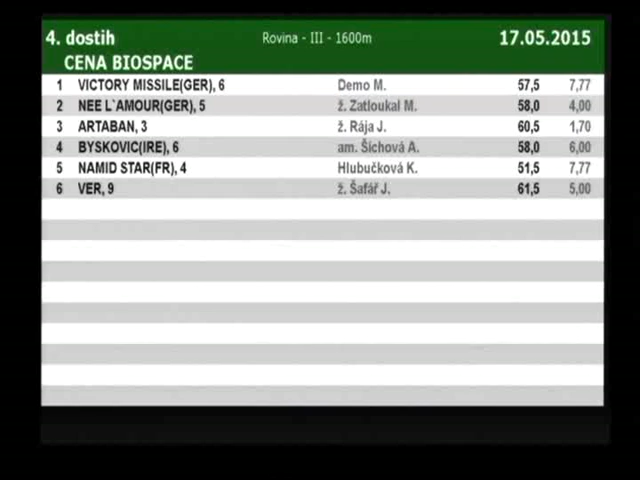 4. dostih Rovina - III - 1600m 17.05.2015
CENA BIOSPACE
1 VICTORY MISSILE(GER), 6 Demo M. 57,5 7,77
2 NEE L`AMOUR(GER), 5 ž. Zatloukal M. 58,0 4,00
3 ARTABAN, 3 ž. Rája J. 60,5 1,70
4 BYSKOVIC(IRE), 6 am. Šichová A. 58,0 6,00
5 NAMID STAR(FR), 4 Hlubučková K. 51,5 7,77
6 VER, 9 ž. Šafář J. 61,5 5,00